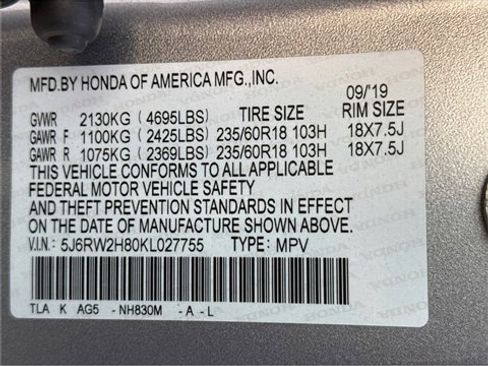 MFD.BY HONDA OF AMERICA MFG.,INC.
09/'19
GVWR 2130KG (4695LBS) TIRE SIZE RIM SIZE
GAWR F 1100KG (2425LBS) 235/60R18 103H 18X7.5J
GAWR R 1075KG (2369LBS) 235/60R18 103H 18X7.5J
THIS VEHICLE CONFORMS TO ALL APPLICABLE
FEDERAL MOTOR VEHICLE SAFETY
AND THEFT PREVENTION STANDARDS IN EFFECT
ON THE DATE OF MANUFACTURE SHOWN ABOVE.
V.I.N.: 5J6RW2H80KL027755 TYPE: MPV
TLA K AG5 - NH830M - A - L